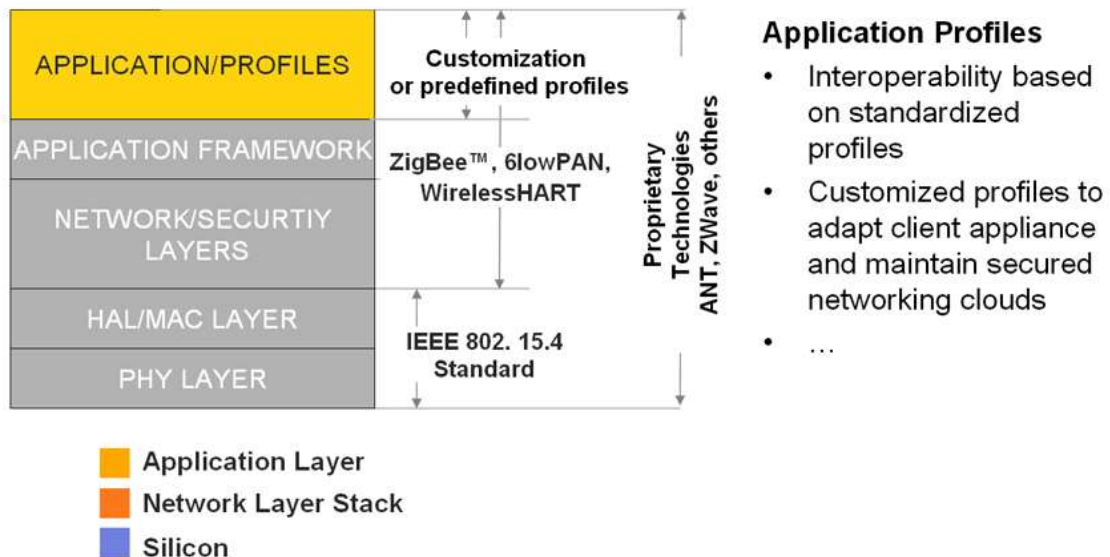 APPLICATION/PROFILES
APPLICATION FRAMEWORK
NETWORK/SECURTIY
LAYERS
HAL/MAC LAYER
PHY LAYER
Customization
or predefined profiles
ZigBee™, 6lowPAN,
WirelessHART
IEEE 802. 15.4
Standard
Proprietary
Technologies
ANT, ZWave, others
Application Profiles
• Interoperability based
on standardized
profiles
• Customized profiles to
adapt client appliance
and maintain secured
networking clouds
• ...
Application Layer
Network Layer Stack
Silicon